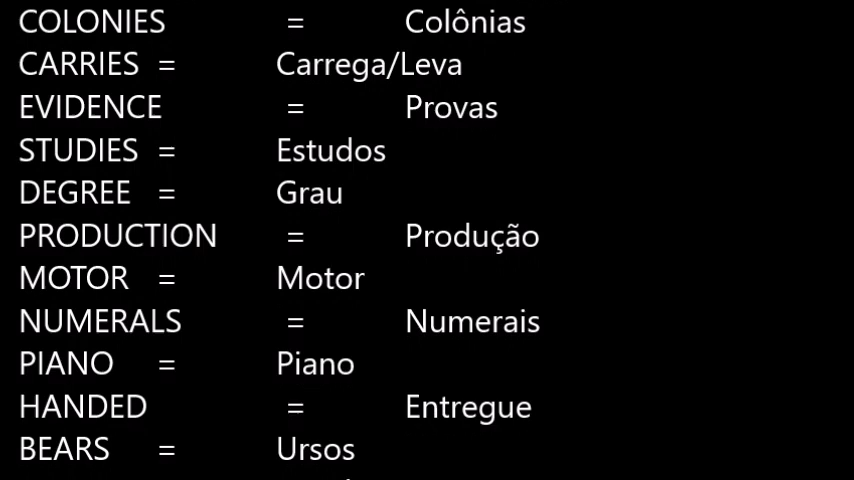 COLONIES = Colônias
CARRIES = Carrega/Leva
EVIDENCE = Provas
STUDIES = Estudos
DEGREE = Grau
PRODUCTION = Produção
MOTOR = Motor
NUMERALS = Numerais
PIANO = Piano
HANDED = Entregue
BEARS = Ursos